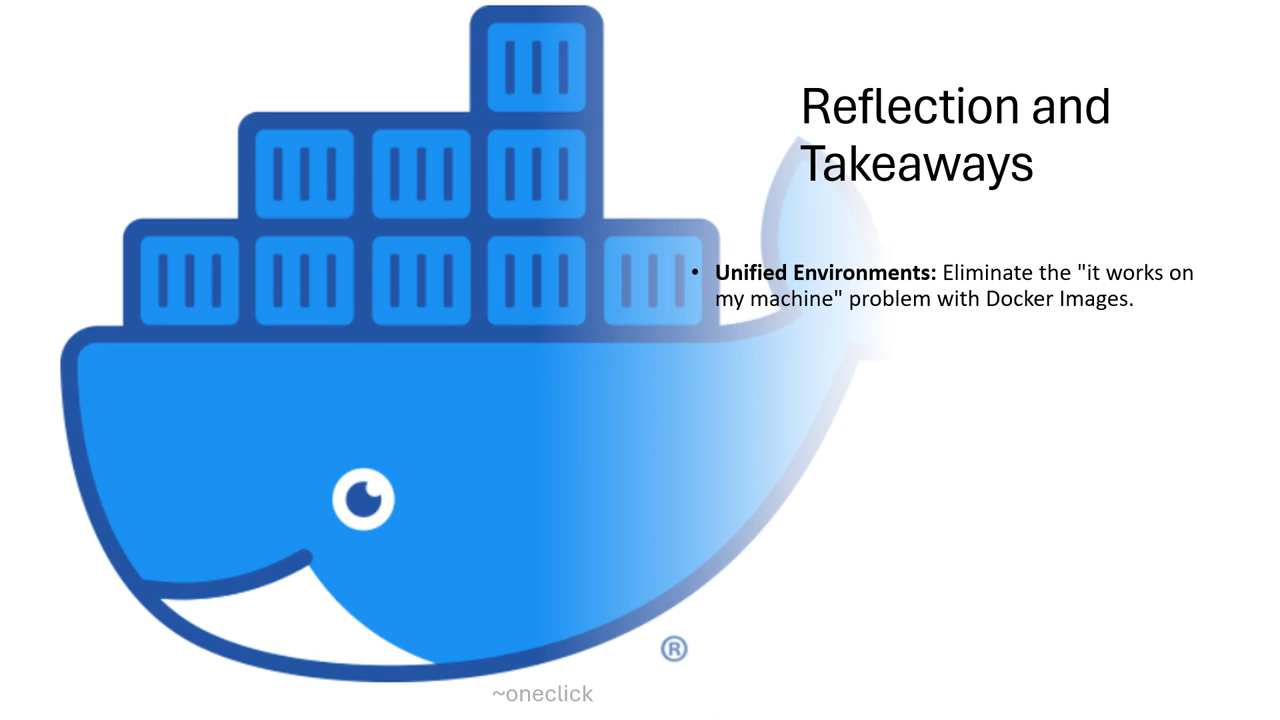 Reflection and
Takeaways
• Unified Environments: Eliminate the "it works on
my machine" problem with Docker Images.
®
~oneclick